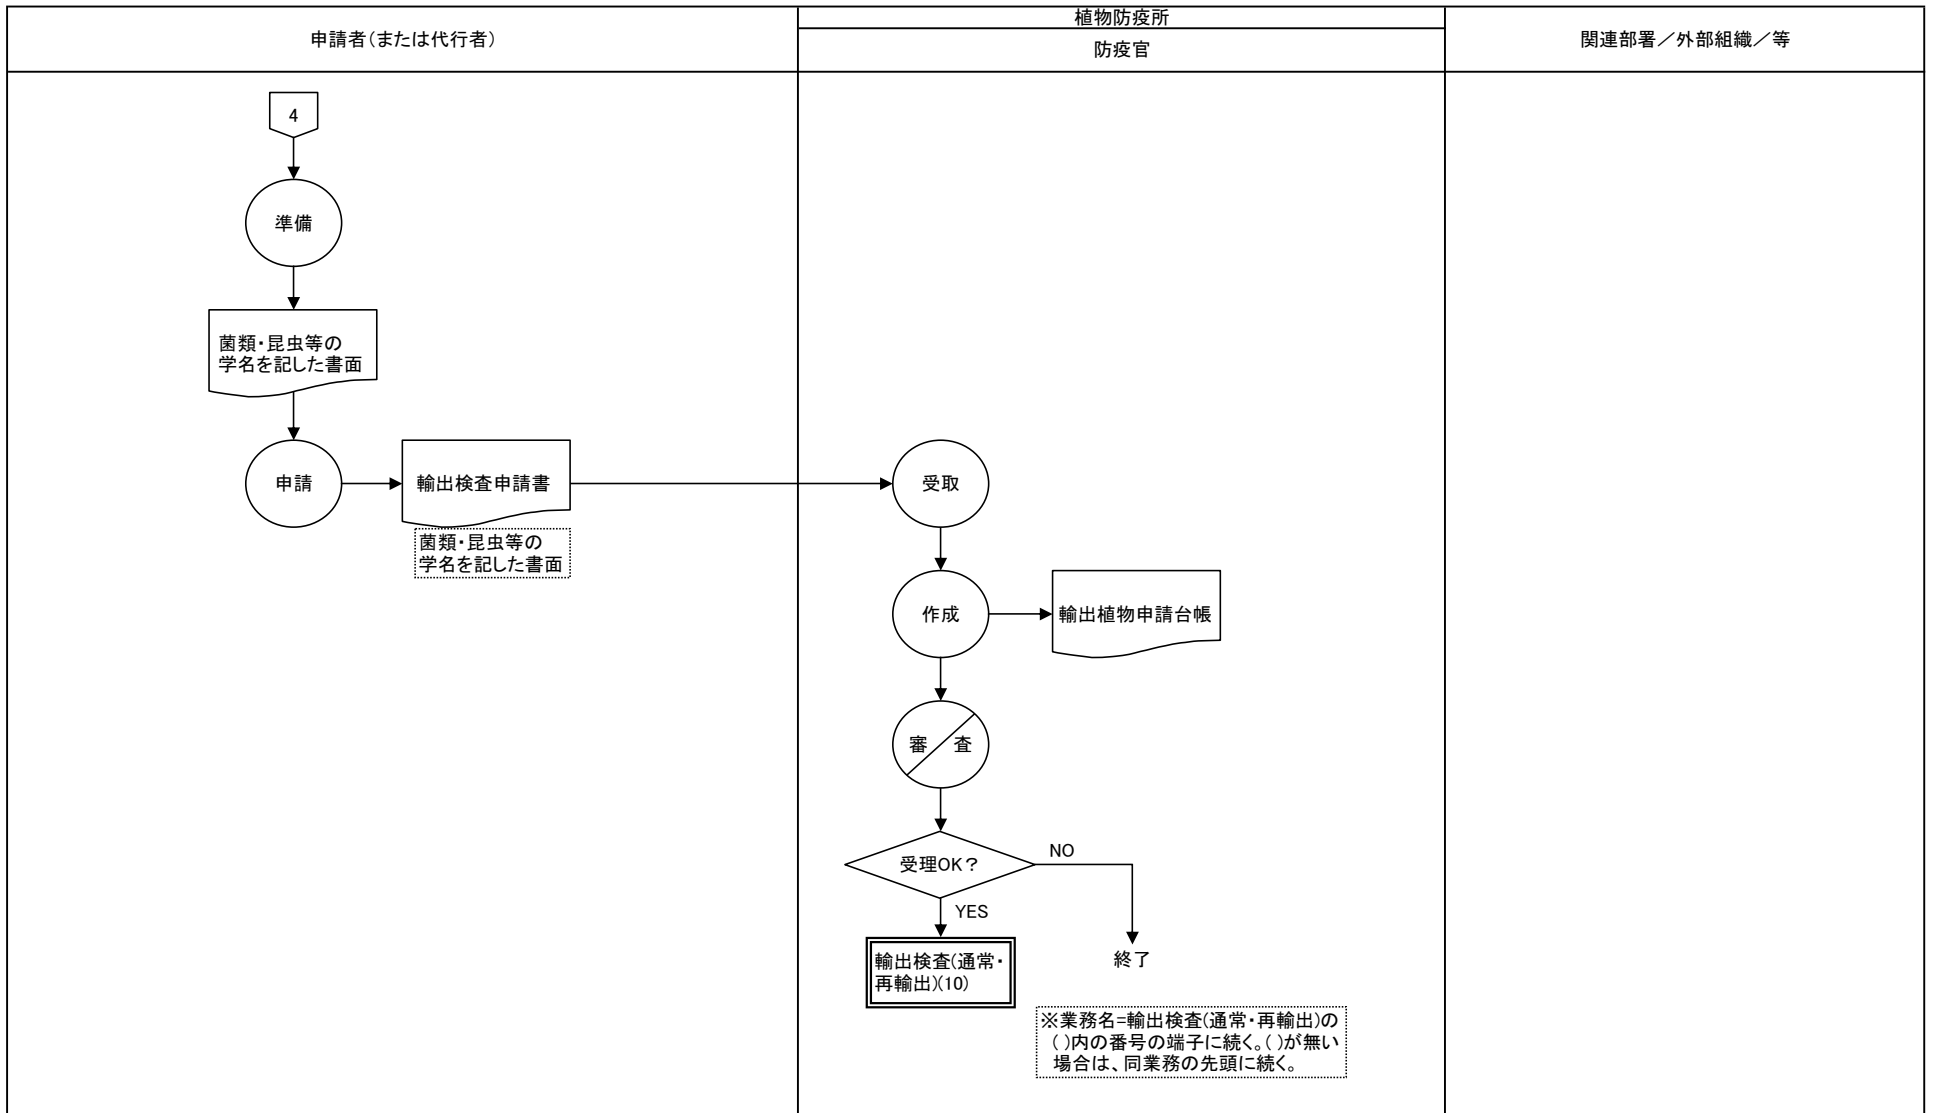 申請者（または代行者）
植物防疫所
防疫官
関連部署／外部組織／等
4
準備
菌類・昆虫等の
学名を記した書面
申請
輸出検査申請書
菌類・昆虫等の
学名を記した書面
受取
作成
輸出植物申請台帳
審 査
受理OK？
NO
YES
輸出検査(通常・
再輸出)(10)
終了
※業務名=輸出検査(通常・再輸出)の
( )内の番号の端子に続く。( )が無い
場合は、同業務の先頭に続く。